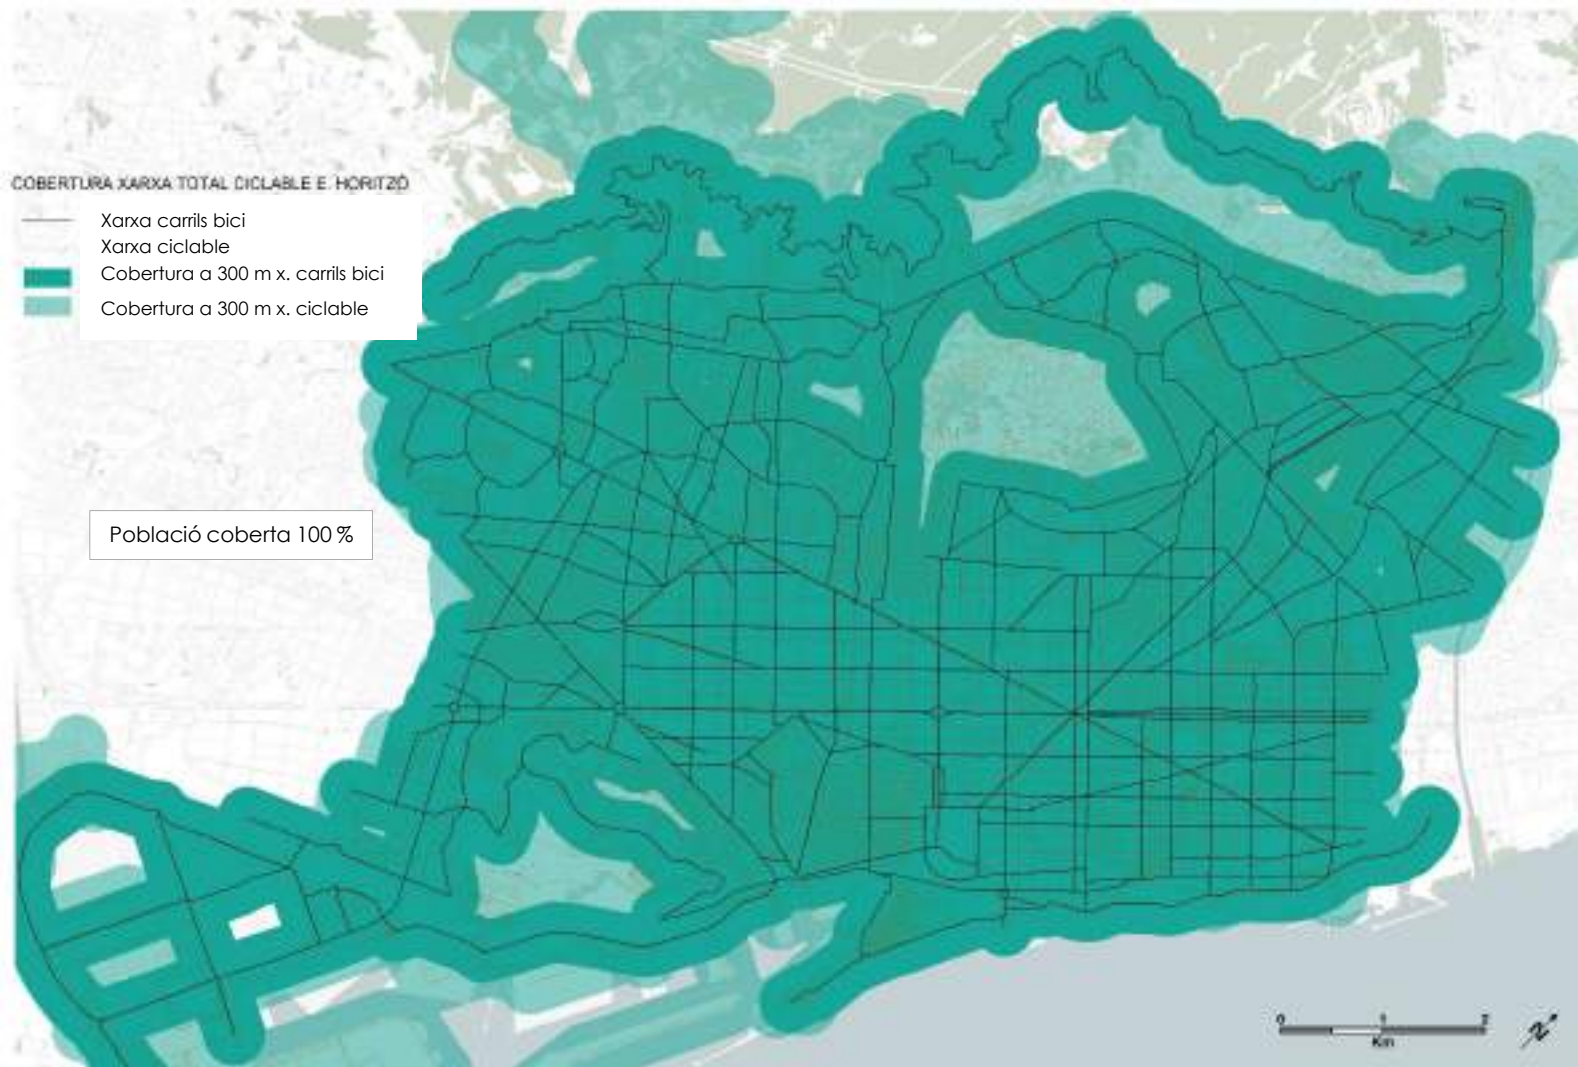 COBERTURA XARXA TOTAL CICLABLE E. HORITZÓ
Xarxa carrils bici
Xarxa ciclable
Cobertura a 300 m x. carrils bici
Cobertura a 300 m x. ciclable
Població coberta 100 %
0 1 2
Km
N